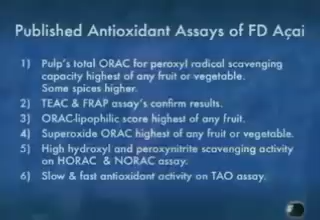 Published Antioxidant Assays of FD Açai
1) Pulp's total ORAC for peroxyl radical scavenging
capacity highest of any fruit or vegetable.
Some spices higher.
2) TEAC & FRAP assay's confirm results.
3) ORAC-lipophilic score highest of any fruit.
4) Superoxide ORAC highest of any fruit or vegetable.
5) High hydroxyl and peroxynitrite scavenging activity
on HORAC & NORAC assay.
6) Slow & fast antioxidant activity on TAO assay.